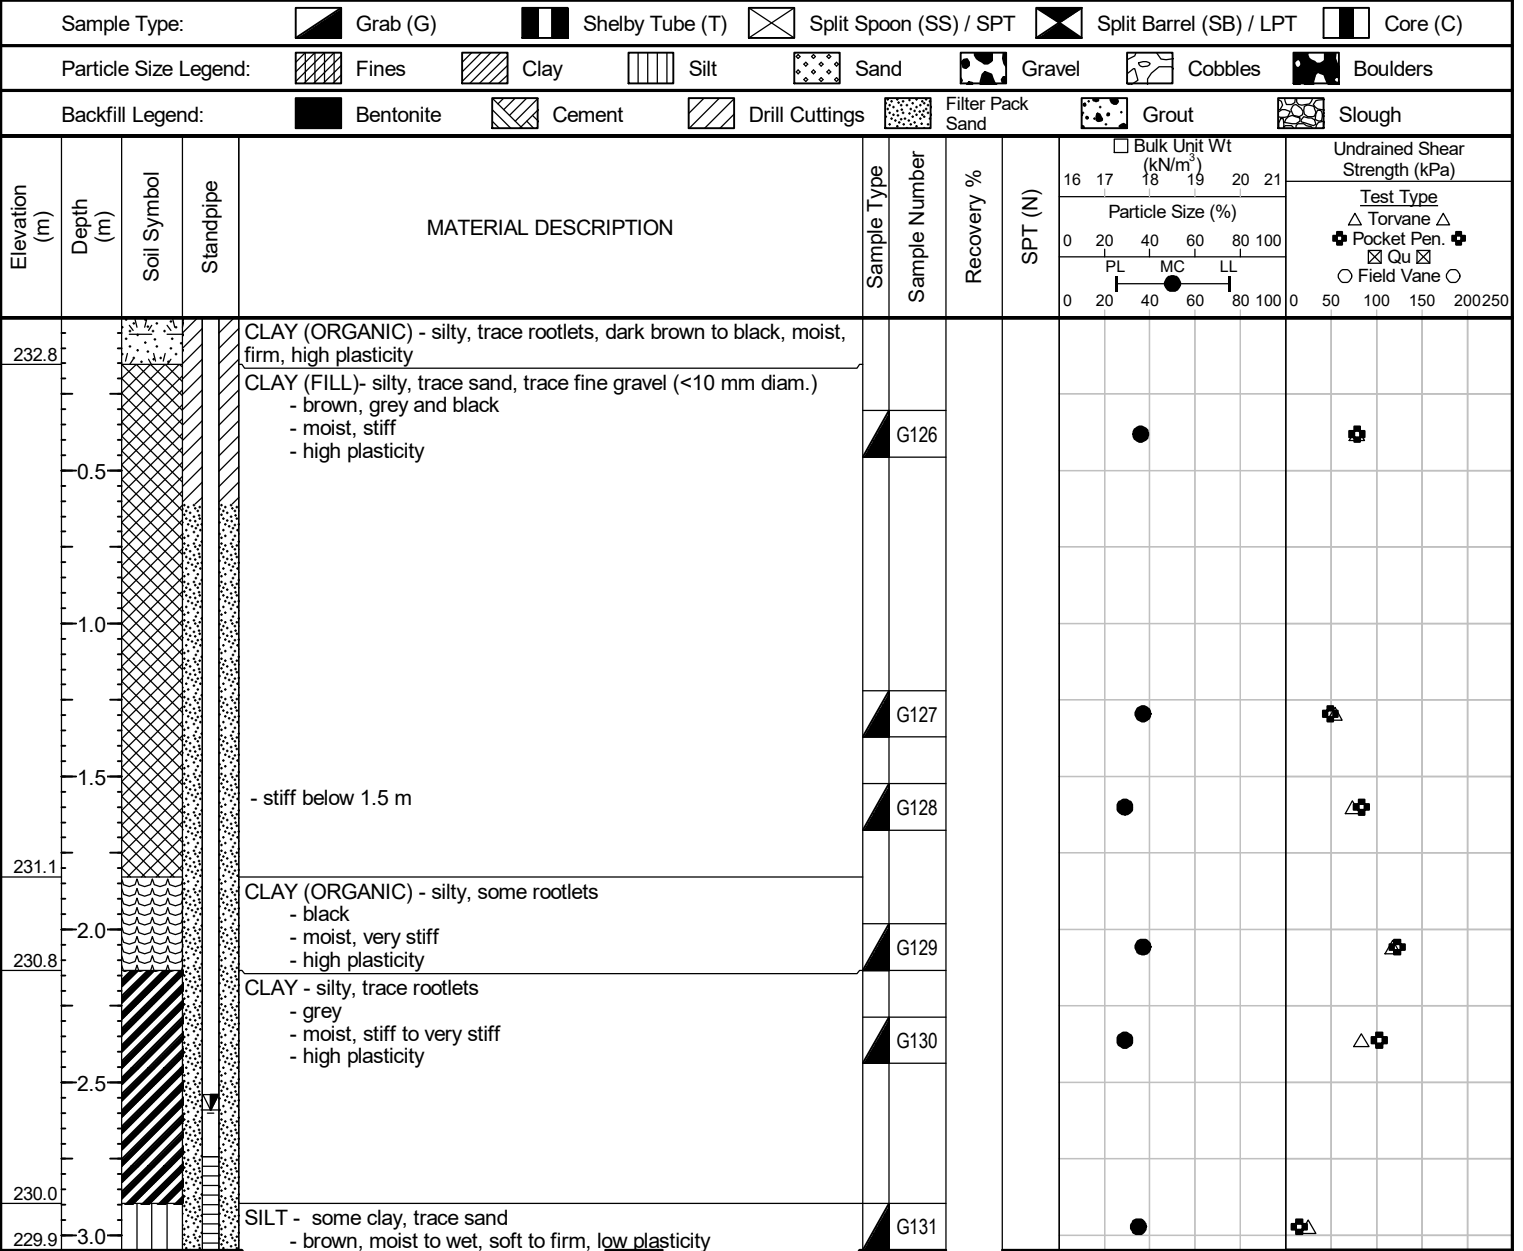 Sample Type: Grab (G) Shelby Tube (T) Split Spoon (SS) / SPT Split Barrel (SB) / LPT Core (C)
Particle Size Legend: Fines Clay Silt Sand Gravel Cobbles Boulders
Backfill Legend: Bentonite Cement Drill Cuttings Filter Pack Sand Grout Slough
Elevation (m)
Depth (m)
Soil Symbol
Standpipe
MATERIAL DESCRIPTION
Sample Type
Sample Number
Recovery %
SPT (N)
Bulk Unit Wt
(kN/m³)
16 17 18 19 20 21
Particle Size (%)
0 20 40 60 80 100
PL MC LL
0 20 40 60 80 100
Undrained Shear
Strength (kPa)
Test Type
△ Torvane △
Pocket Pen.
Qu
Field Vane
0 50 100 150 200 250
CLAY (ORGANIC) - silty, trace rootlets, dark brown to black, moist,
232.8 firm, high plasticity
CLAY (FILL)- silty, trace sand, trace fine gravel (<10 mm diam.)
- brown, grey and black
- moist, stiff G126
- high plasticity
0.5
1.0
G127
1.5
- stiff below 1.5 m G128
231.1
CLAY (ORGANIC) - silty, some rootlets
- black
2.0 - moist, very stiff G129
230.8 - high plasticity
CLAY - silty, trace rootlets
- grey
- moist, stiff to very stiff G130
- high plasticity
2.5
230.0
SILT - some clay, trace sand G131
229.9 3.0 - brown, moist to wet, soft to firm, low plasticity